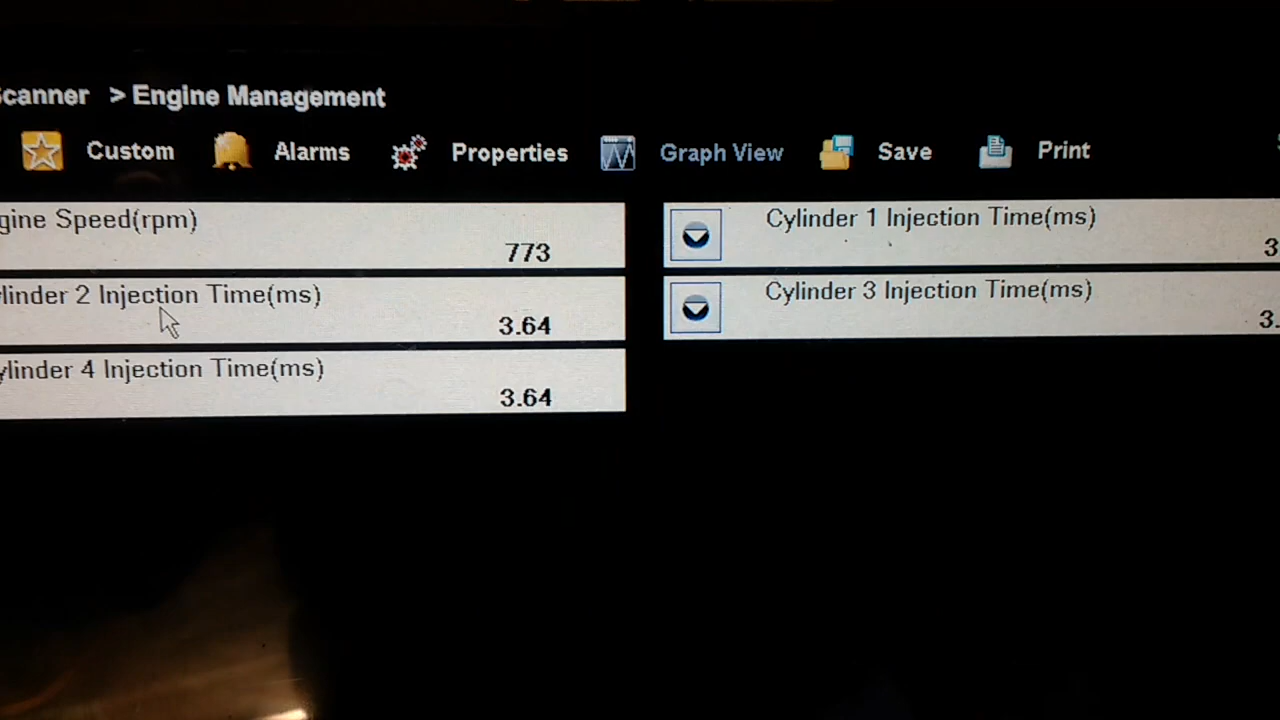 canner > Engine Management
Custom Alarms Properties Graph View Save Print
gine Speed(rpm)
773
Cylinder 1 Injection Time(ms)
3
linder 2 Injection Time(ms)
3.64
Cylinder 3 Injection Time(ms)
3.
ylinder 4 Injection Time(ms)
3.64